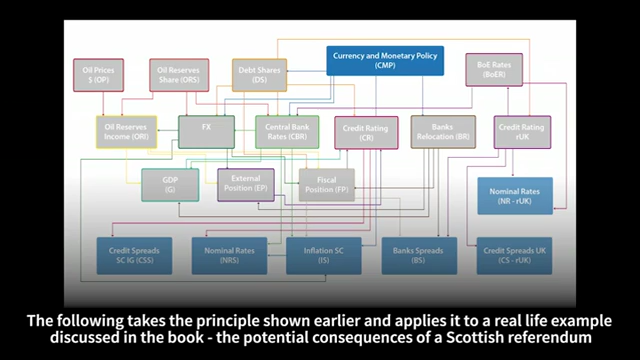 Currency and Monetary Policy
(CMP)
Oil Prices
$ (OP)
Oil Reserves
Share (ORS)
Debt Shares
(DS)
BoE Rates
(BoER)
Oil Reserves
Income (ORI)
FX
Central Bank
Rates (CBR)
Credit Rating
(CR)
Banks
Relocation (BR)
Credit Rating
rUK
GDP
(G)
External
Position (EP)
Fiscal
Position (FP)
Nominal Rates
(NR - rUK)
Credit Spreads
SC IG (CSS)
Nominal Rates
(NRS)
Inflation SC
(IS)
Banks Spreads
(BS)
Credit Spreads UK
(CS - rUK)
The following takes the principle shown earlier and applies it to a real life example
discussed in the book - the potential consequences of a Scottish referendum